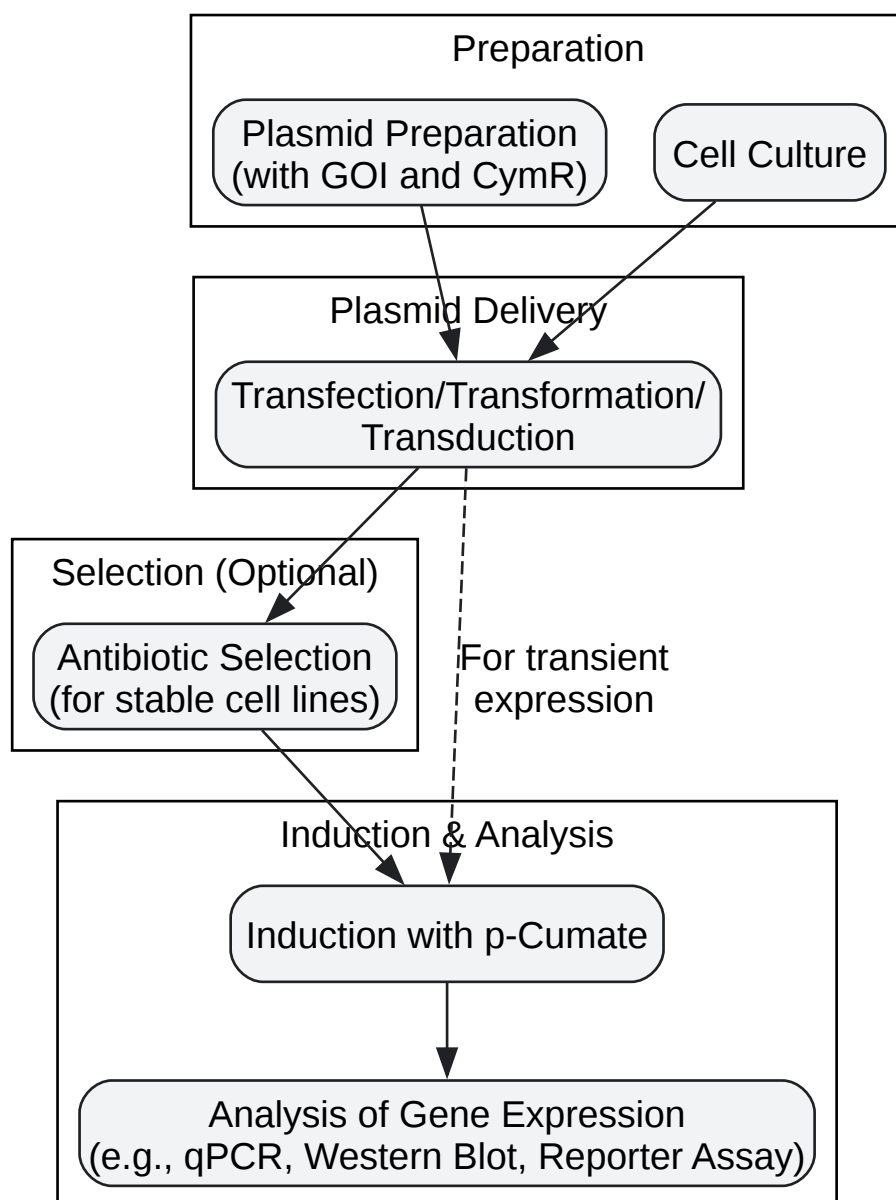 Preparation
Plasmid Preparation
(with GOI and CymR)
Cell Culture
Plasmid Delivery
Transfection/Transformation/
Transduction
Selection (Optional)
Antibiotic Selection
(for stable cell lines)
For transient
expression
Induction & Analysis
Induction with p-Cumate
Analysis of Gene Expression
(e.g., qPCR, Western Blot, Reporter Assay)